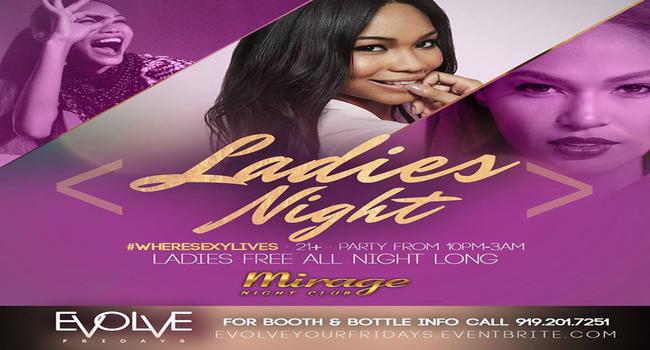 Ladies
Night
#WHERESEXYLIVES · 21+ · PARTY FROM 10PM-3AM
LADIES FREE ALL NIGHT LONG
Mirage
NIGHT CLUB
EVOLVE
FRIDAYS
FOR BOOTH & BOTTLE INFO CALL 919.201.7251
EVOLVEYOURFRIDAYS.EVENTBRITE.COM